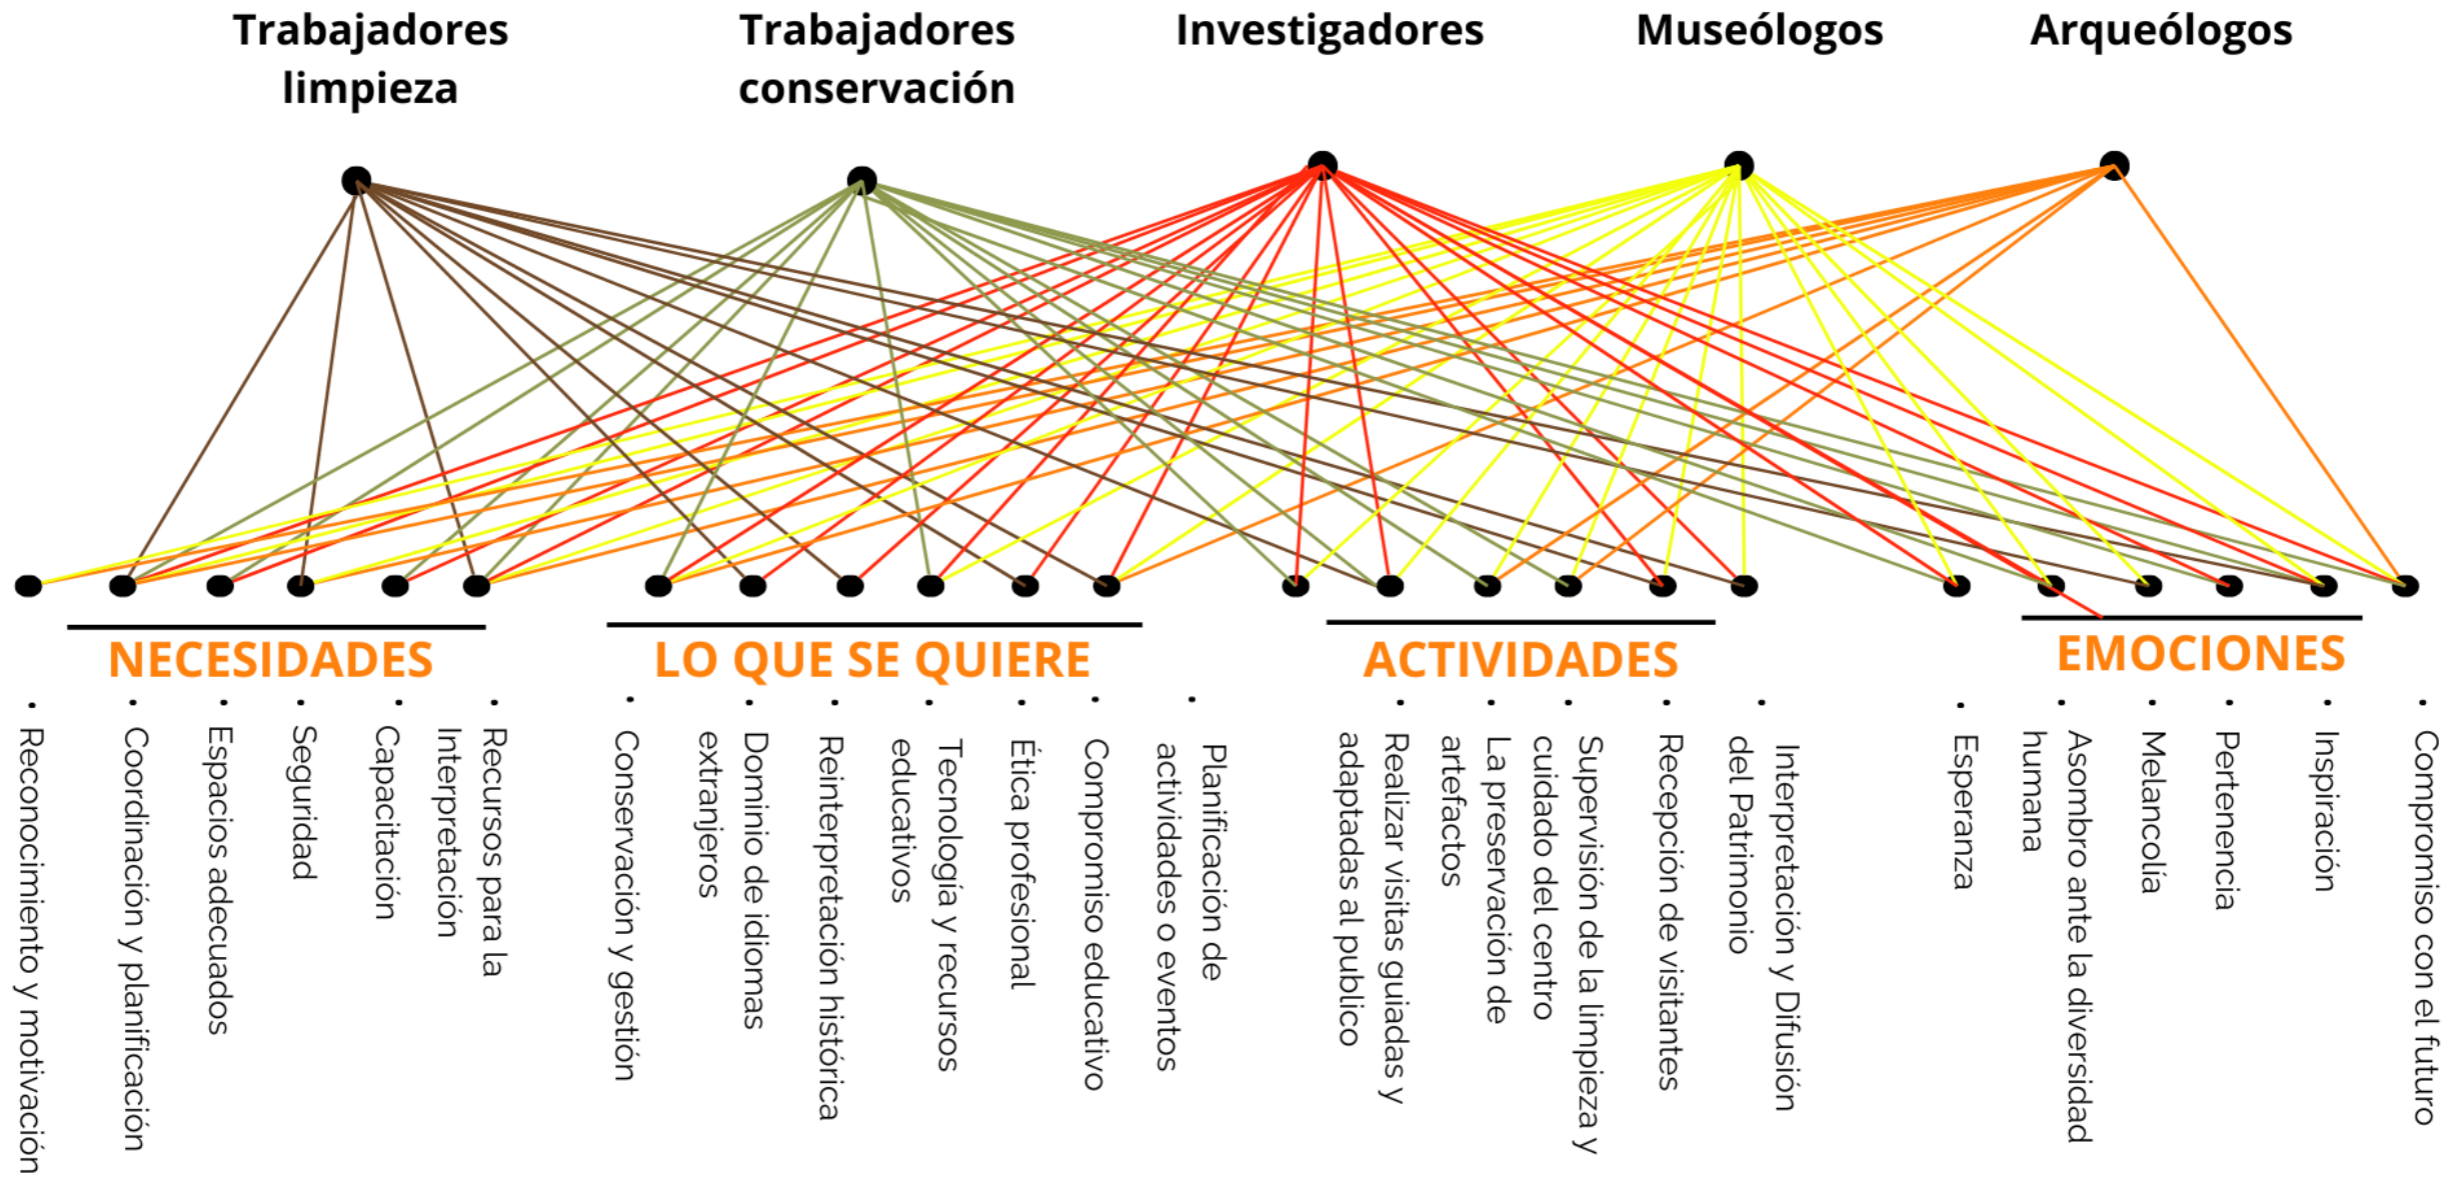 Trabajadores
limpieza
Trabajadores
conservación
Investigadores
Museólogos
Arqueólogos
NECESIDADES
LO QUE SE QUIERE
ACTIVIDADES
EMOCIONES
Reconocimiento y motivación
Coordinación y planificación
Espacios adecuados
Seguridad
Capacitación
Recursos para la
Interpretación
Conservación y gestión
Dominio de idiomas
extranjeros
Reinterpretación histórica
Tecnología y recursos
educativos
Ética profesional
Compromiso educativo
Planificación de
actividades o eventos
Realizar visitas guiadas y
adaptadas al publico
La preservación de
artefactos
Supervisión de la limpieza y
cuidado del centro
Recepción de visitantes
Interpretación y Difusión
del Patrimonio
Esperanza
Asombro ante la diversidad
humana
Melancolía
Pertenencia
Inspiración
Compromiso con el futuro